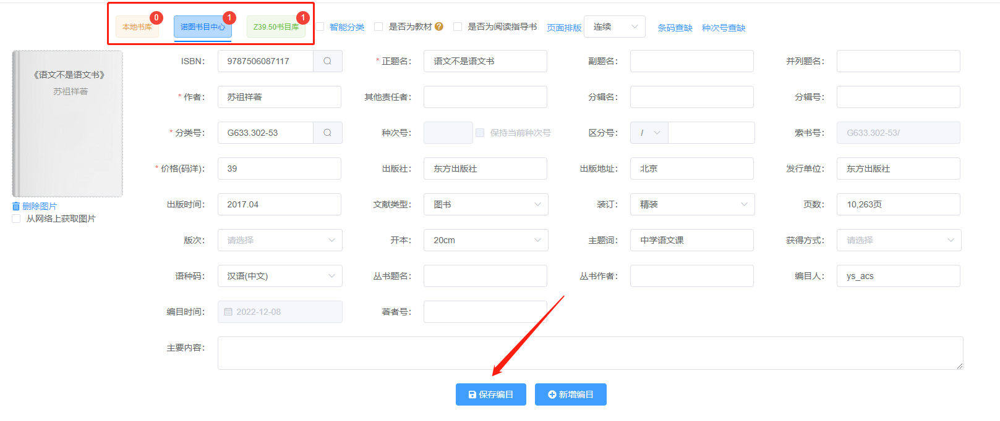 本地书库 0 诺图书目中心 1 Z39.50书目库 1 智能分类 是否为教材 ? 是否为阅读指导书 页面排版 连续 条码查缺 种次号查缺
《语文不是语文书》
苏祖祥著
删除图片
从网络上获取图片
ISBN: 9787506087117 * 正题名: 语文不是语文书 副题名: 并列题名:
* 作者: 苏祖祥著 其他责任者: 分辑名: 分辑号:
* 分类号: G633.302-53 种次号: 保持当前种次号 区分号: / 索书号: G633.302-53/
* 价格(码洋): 39 出版社: 东方出版社 出版地址: 北京 发行单位: 东方出版社
出版时间: 2017.04 文献类型: 图书 装订: 精装 页数: 10,263页
版次: 请选择 开本: 20cm 主题词: 中学语文课 获得方式: 请选择
语种码: 汉语(中文) 丛书题名: 丛书作者: 编目人: ys_acs
编目时间: 2022-12-08 著者号:
主要内容:
保存编目 新增编目